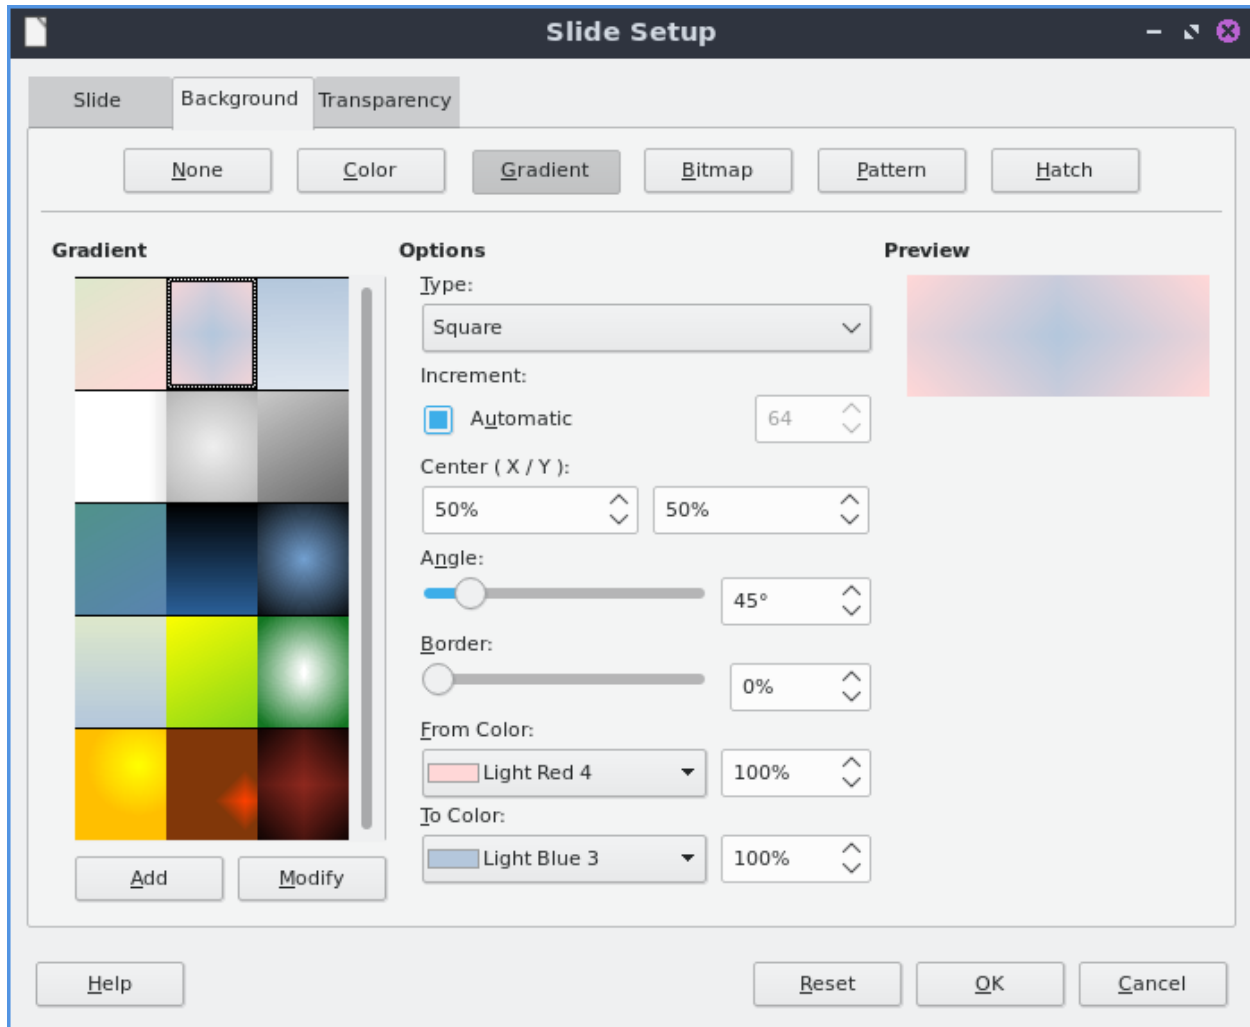 Slide Setup
Slide Background Transparency
None Color Gradient Bitmap Pattern Hatch
Gradient Options Preview
Type:
Square
Increment:
Automatic 64
Center ( X / Y ):
50% 50%
Angle:
45°
Border:
0%
From Color:
Light Red 4 100%
To Color:
Light Blue 3 100%
Add Modify
Help Reset OK Cancel